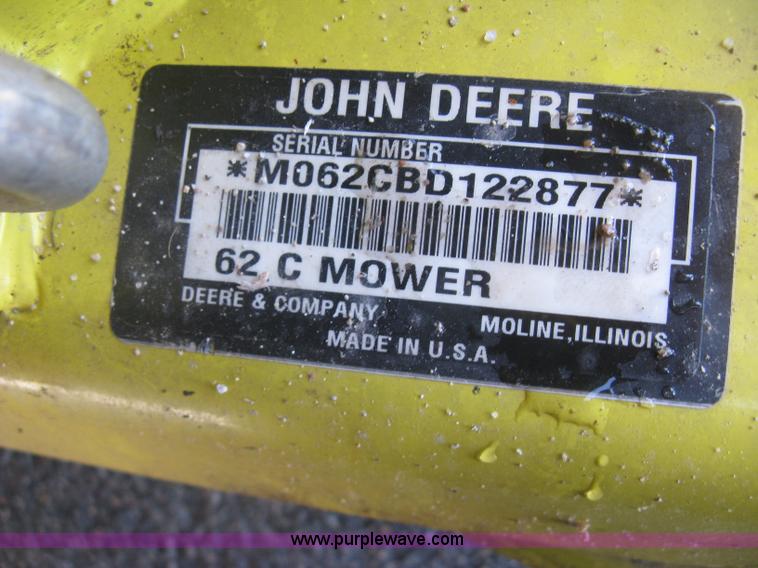 JOHN DEERE
SERIAL NUMBER
*M062CBD122877*
62 C MOWER
DEERE & COMPANY
MOLINE, ILLINOIS
MADE IN U.S.A.
www.purplewave.com